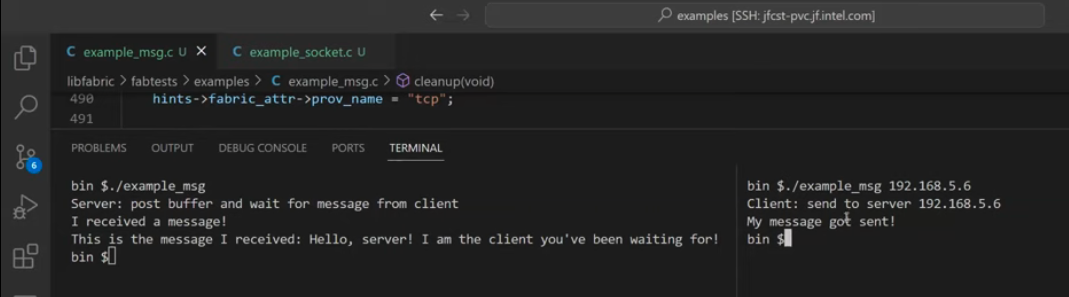 examples [SSH: jfcst-pvc.jf.intel.com]
C example_msg.c U
C example_socket.c U
libfabric > fabtests > examples > C example_msg.c > cleanup(void)
490 hints->fabric_attr->prov_name = "tcp";
491
PROBLEMS OUTPUT DEBUG CONSOLE PORTS TERMINAL
6
bin $./example_msg
Server: post buffer and wait for message from client
I received a message!
This is the message I received: Hello, server! I am the client you've been waiting for!
bin $
bin $./example_msg 192.168.5.6
Client: send to server 192.168.5.6
My message got sent!
bin $